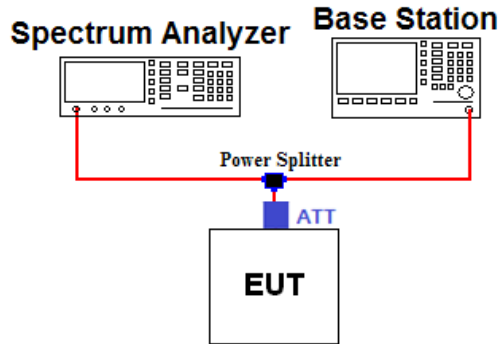 Spectrum Analyzer
Base Station
Power Splitter
ATT
EUT